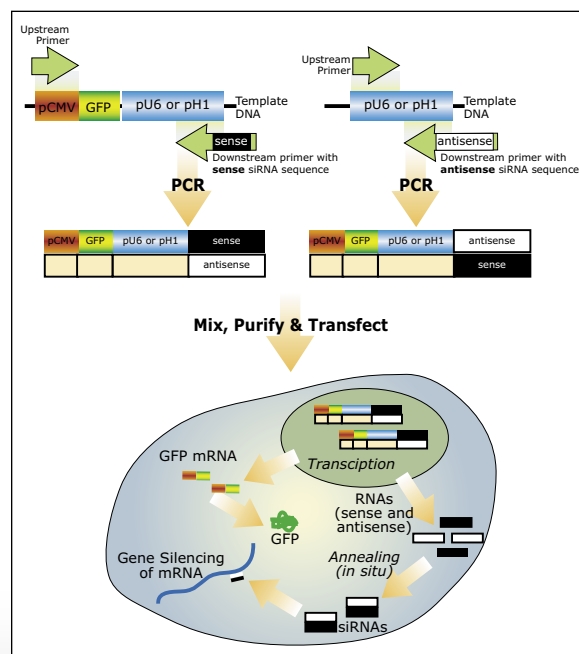 Upstream
Primer
pCMV
GFP
pU6 or pH1
Template
DNA
sense
Downstream primer with
sense siRNA sequence
PCR
Upstream
Primer
pU6 or pH1
Template
DNA
antisense
Downstream primer with
antisense siRNA sequence
PCR
pCMV
GFP
pU6 or pH1
sense
antisense
pCMV
GFP
pU6 or pH1
antisense
sense
Mix, Purify & Transfect
GFP mRNA
Transciption
RNAs
(sense and
antisense)
GFP
Gene Silencing
of mRNA
Annealing
(in situ)
siRNAs